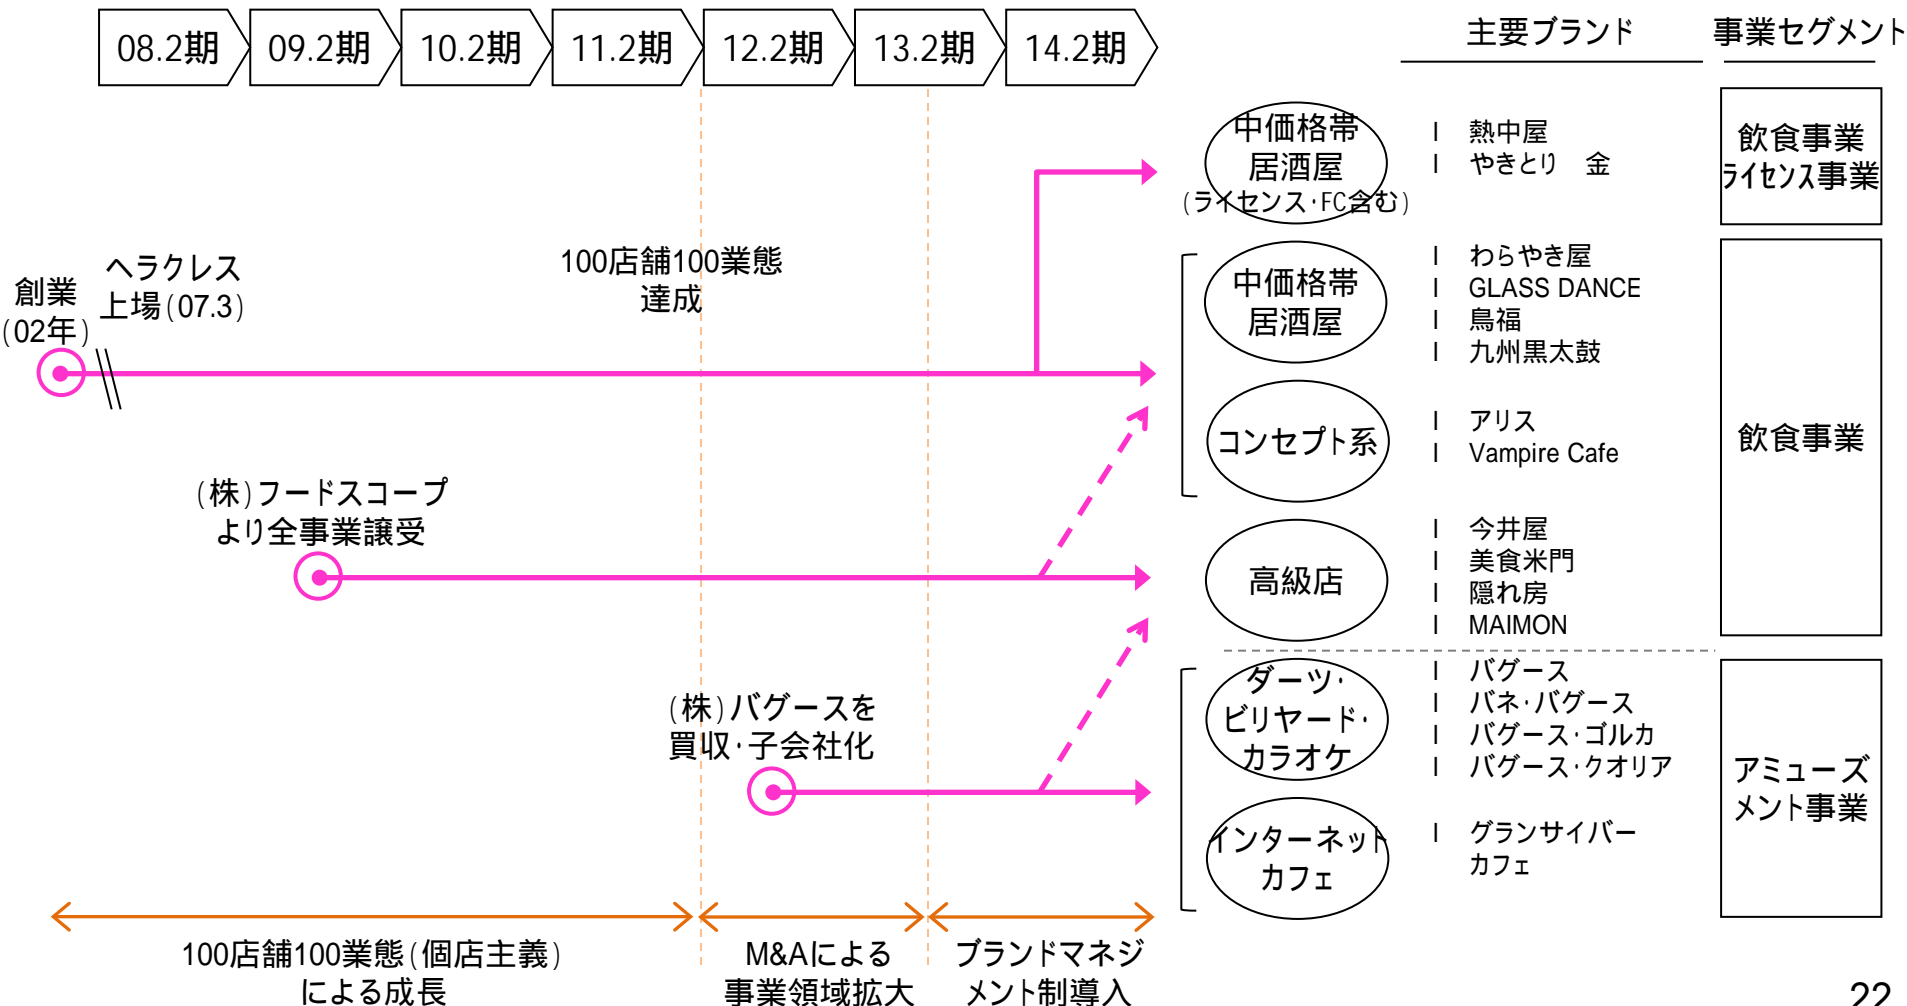 08.2期
09.2期
10.2期
11.2期
12.2期
13.2期
14.2期
主要ブランド
事業セグメント
中価格帯
居酒屋
(ライセンス・FC含む)
l 熱中屋
l やきとり 金
飲食事業
ライセンス事業
創業
(02年)
ヘラクレス
上場(07.3)
100店舗100業態
達成
中価格帯
居酒屋
l わらやき屋
l GLASS DANCE
l 鳥福
l 九州黒太鼓
コンセプト系
l アリス
l Vampire Cafe
飲食事業
(株)フードスコープ
より全事業譲受
高級店
l 今井屋
l 美食米門
l 隠れ房
l MAIMON
(株)バグースを
買収・子会社化
ダーツ・
ビリヤード・
カラオケ
l バグース
l バネ・バグース
l バグース・ゴルカ
l バグース・クオリア
アミューズ
メント事業
インターネット
カフェ
l グランサイバー
カフェ
100店舗100業態(個店主義)
による成長
M&Aによる
事業領域拡大
ブランドマネジ
メント制導入
22